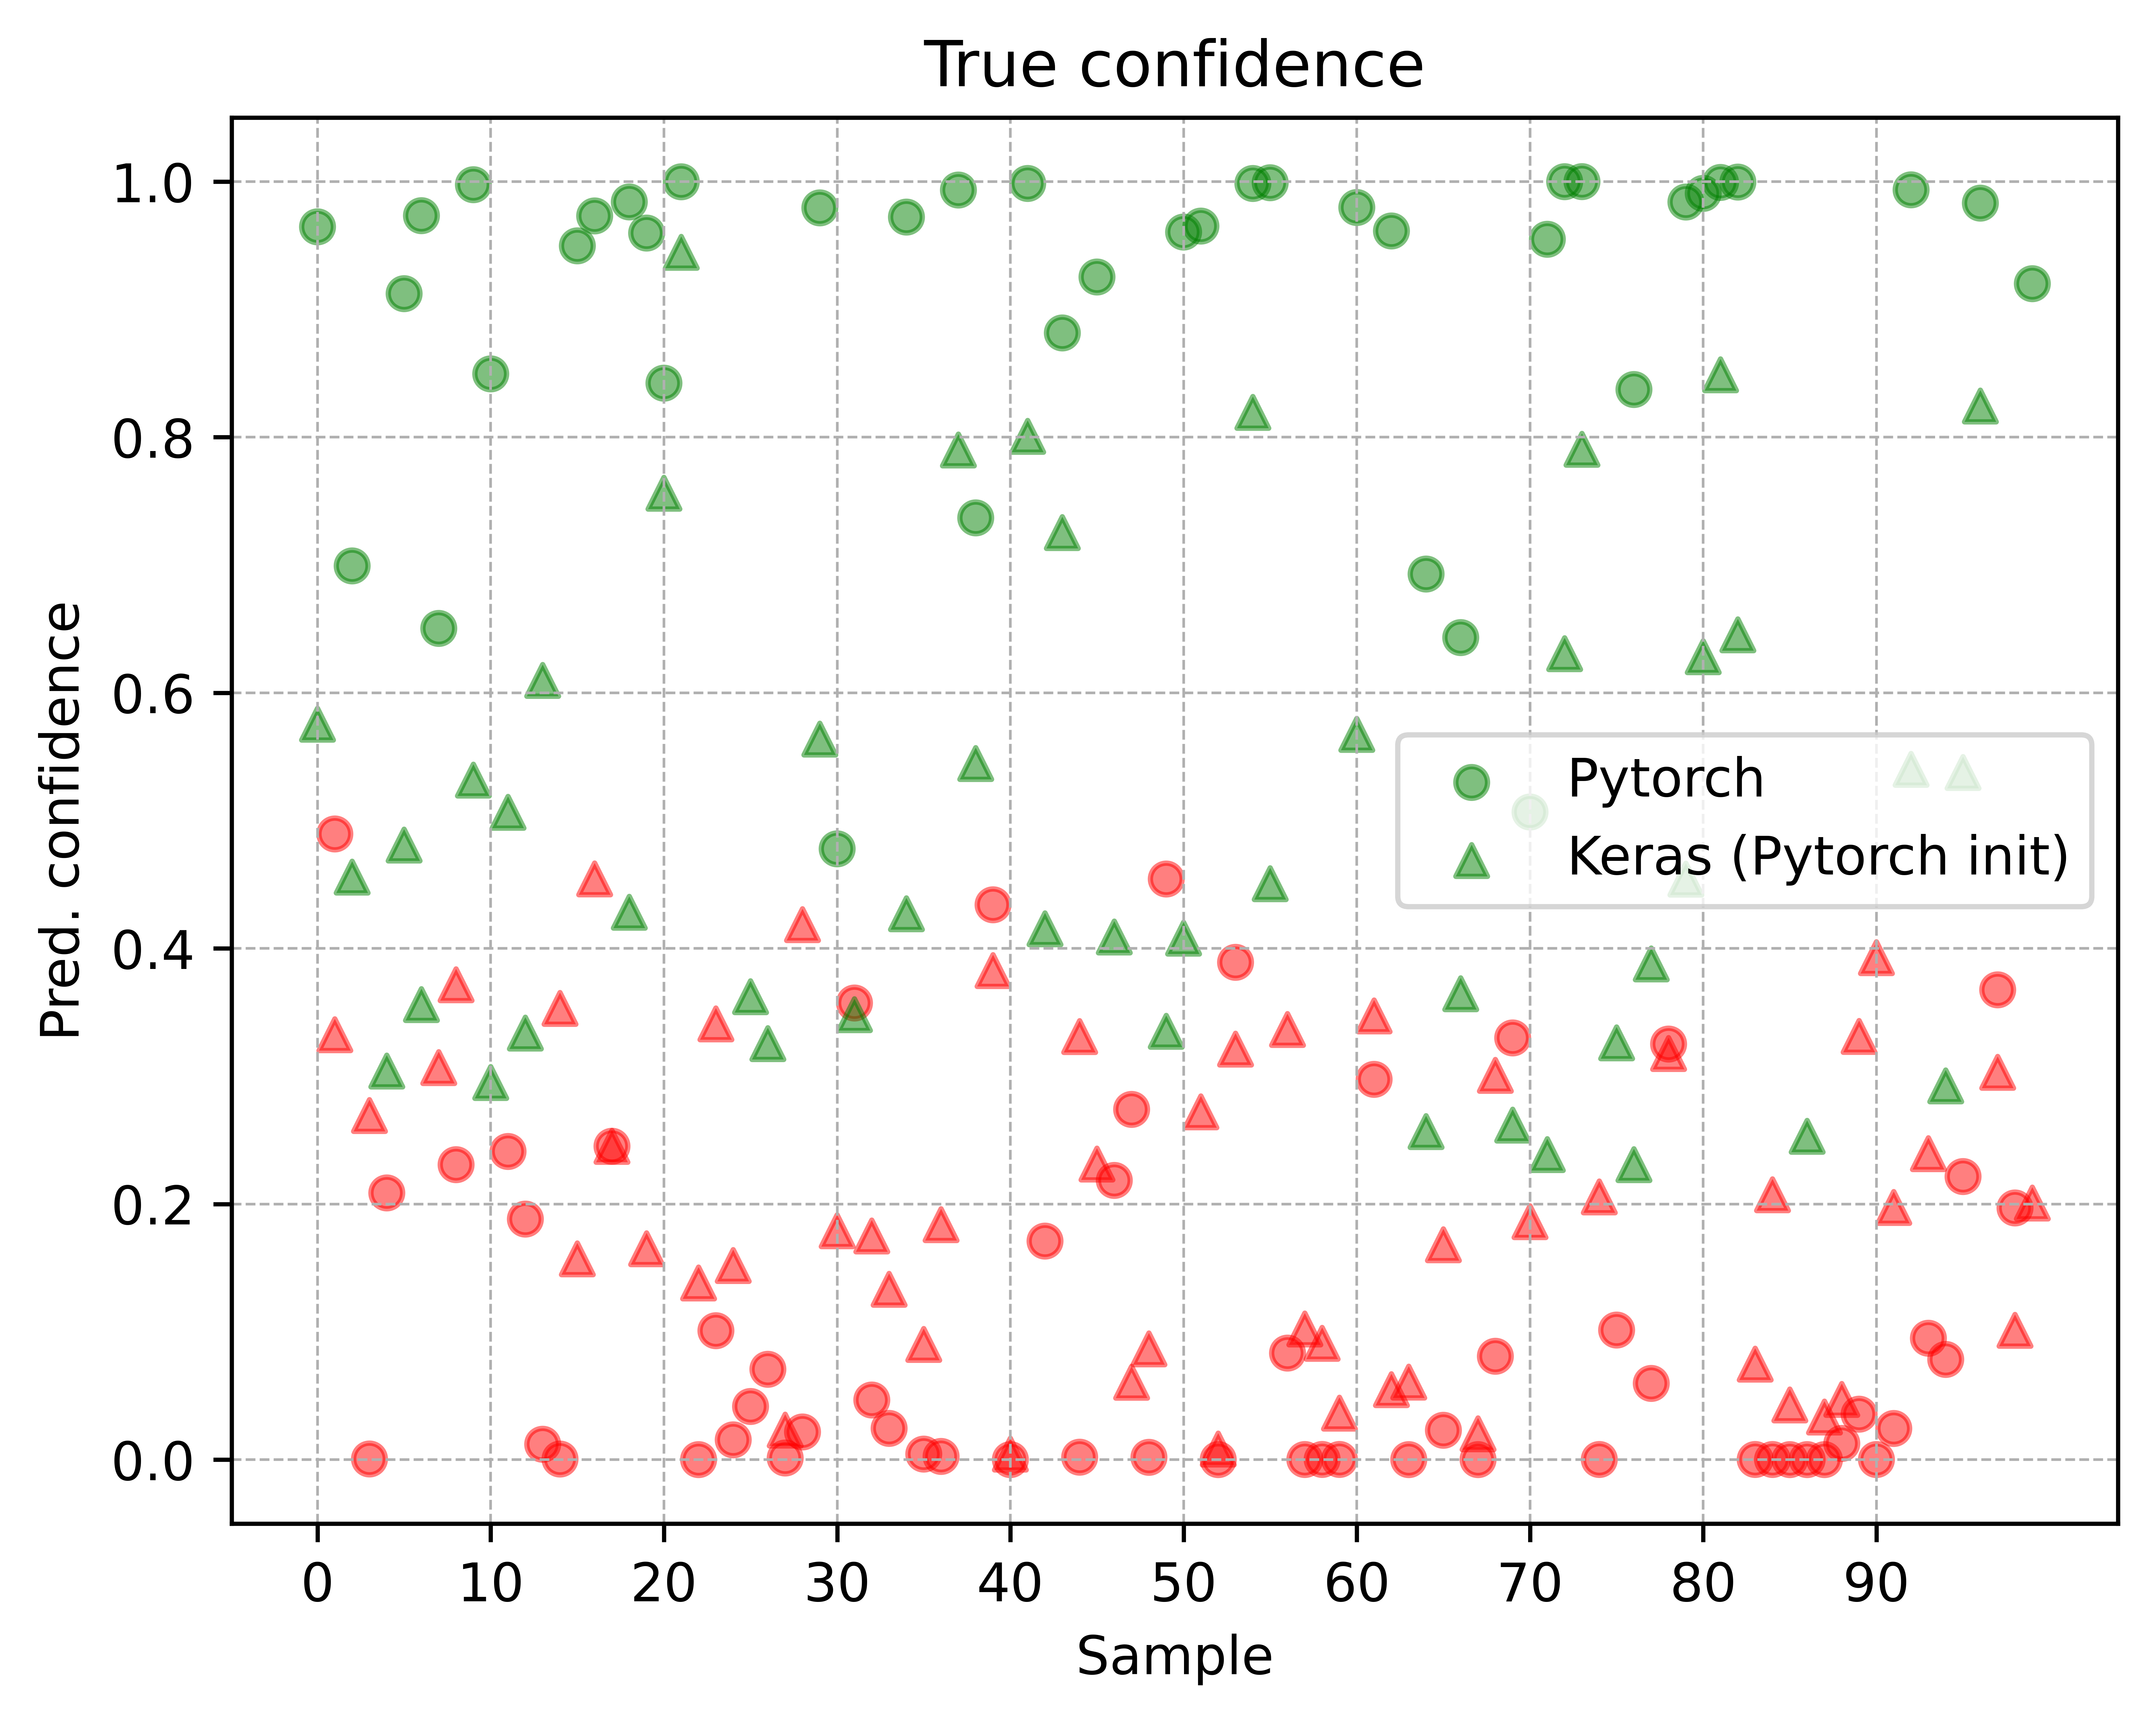 True confidence
Pred. confidence
1.0
0.8
0.6
0.4
0.2
0.0
Pytorch
Keras (Pytorch init)
0 10 20 30 40 50 60 70 80 90
Sample